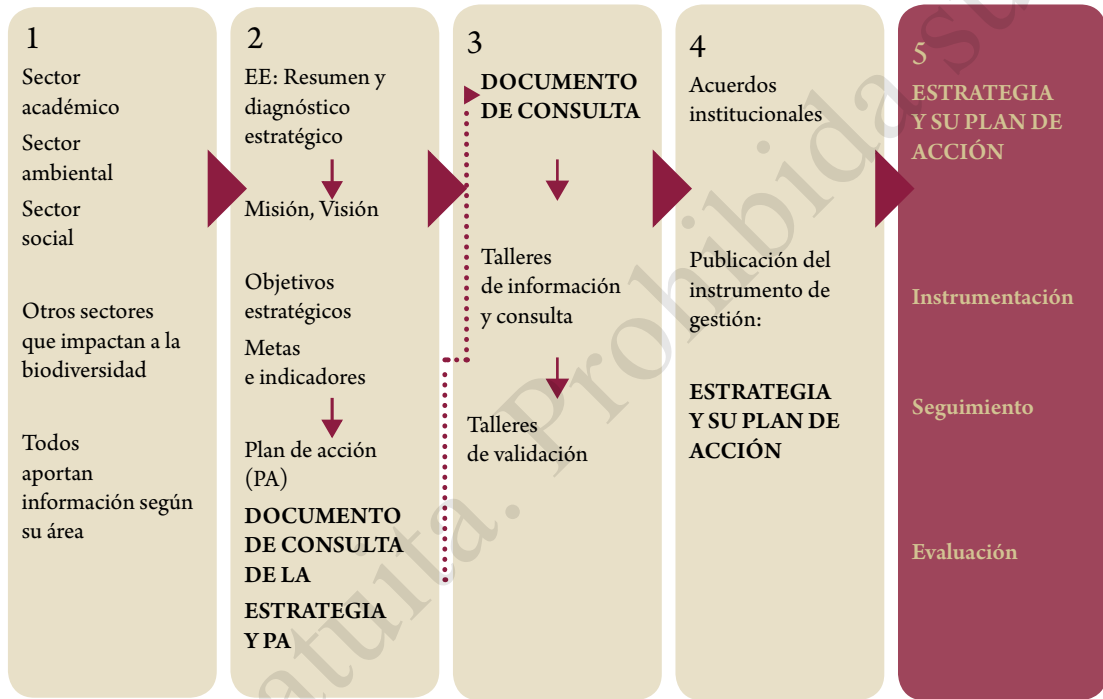 1
Sector
académico
Sector
ambiental
Sector
social
Otros sectores
que impactan a la
biodiversidad
Todos
aportan
información según
su área
2
EE: Resumen y
diagnóstico
estratégico
Misión, Visión
Objetivos
estratégicos
Metas
e indicadores
Plan de acción
(PA)
DOCUMENTO
DE CONSULTA
DE LA
ESTRATEGIA
Y PA
3
DOCUMENTO
DE CONSULTA
Talleres
de información
y consulta
Talleres
de validación
4
Acuerdos
institucionales
Publicación del
instrumento de
gestión:
ESTRATEGIA
Y SU PLAN DE
ACCIÓN
5
ESTRATEGIA
Y SU PLAN DE
ACCIÓN
Instrumentación
Seguimiento
Evaluación
atuita. Prohibida su